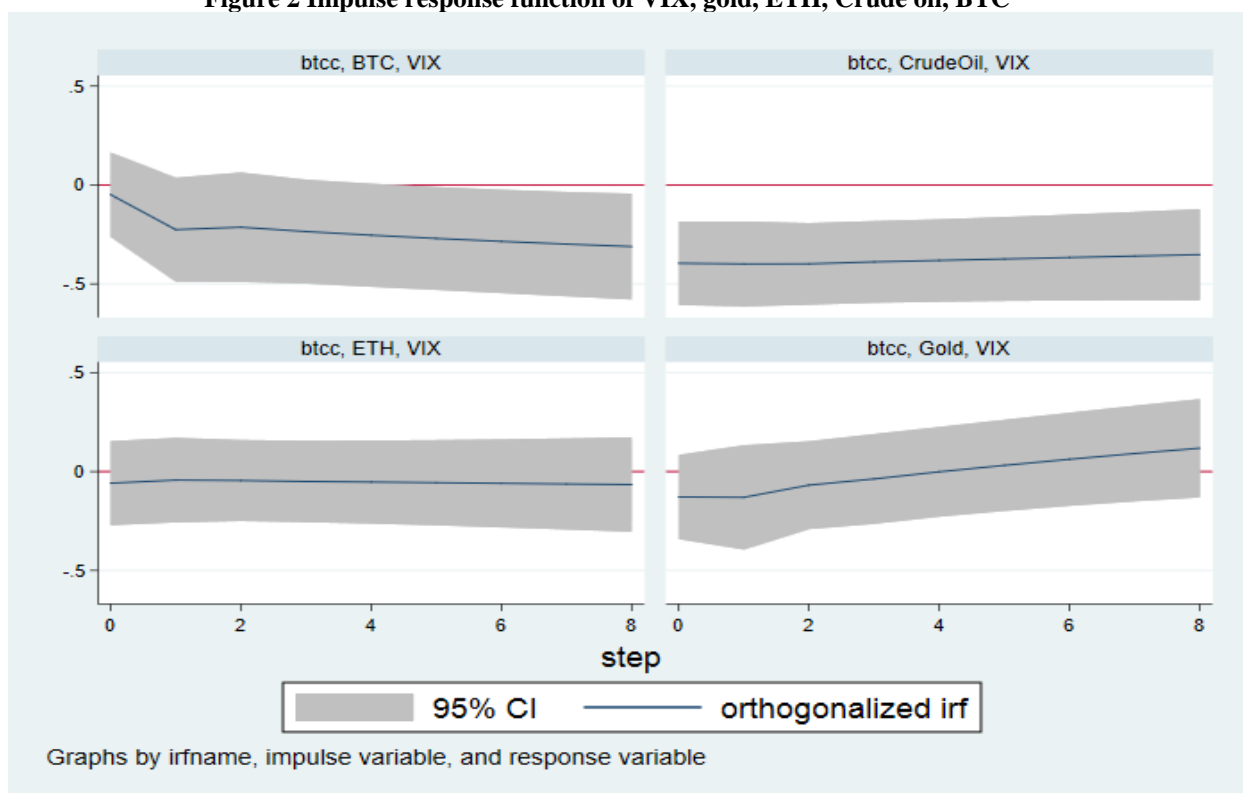 Figure 2 Impulse response function of VIX, gold, ETH, Crude oil, BTC
btcc, BTC, VIX
btcc, CrudeOil, VIX
.5
0
-.5
btcc, ETH, VIX
btcc, Gold, VIX
.5
0
-.5
0 2 4 6 8 0 2 4 6 8
step
95% CI orthogonalized irf
Graphs by irfname, impulse variable, and response variable